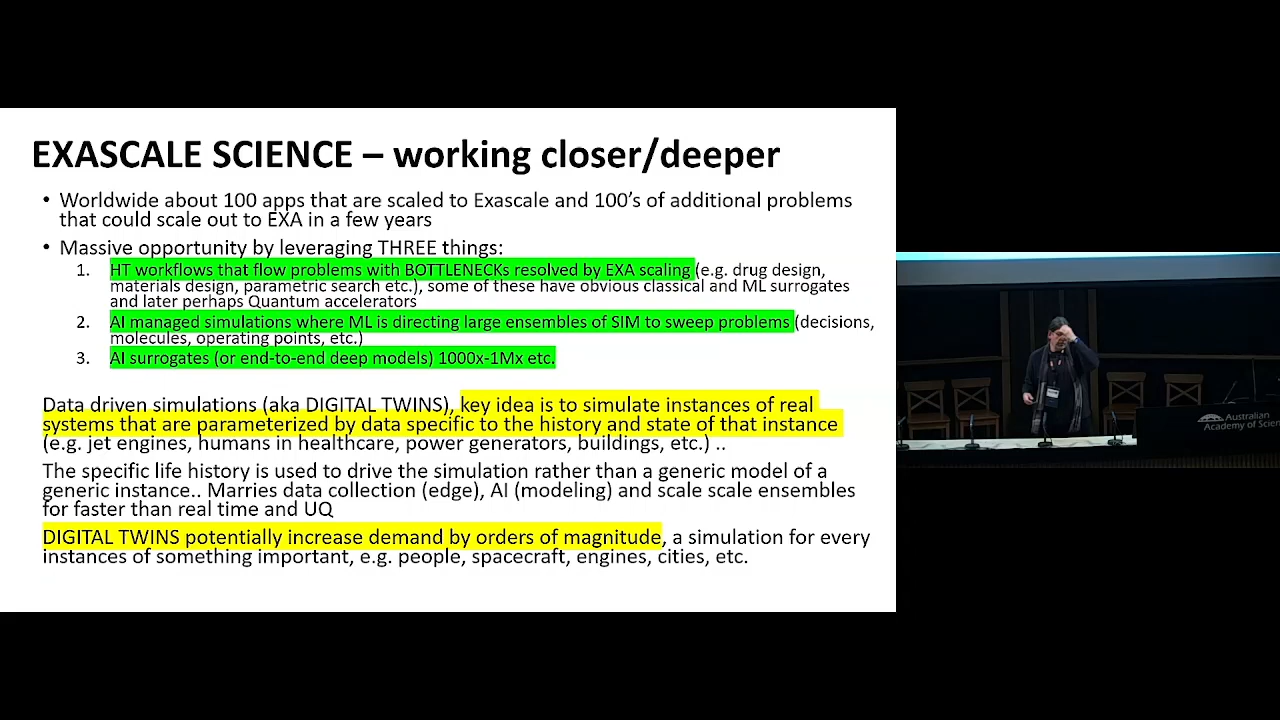 EXASCALE SCIENCE – working closer/deeper
• Worldwide about 100 apps that are scaled to Exascale and 100’s of additional problems
that could scale out to EXA in a few years
• Massive opportunity by leveraging THREE things:
1. HT workflows that flow problems with BOTTLENECKs resolved by EXA scaling (e.g. drug design,
materials design, parametric search etc.), some of these have obvious classical and ML surrogates
and later perhaps Quantum accelerators
2. AI managed simulations where ML is directing large ensembles of SIM to sweep problems (decisions,
molecules, operating points, etc.)
3. AI surrogates (or end-to-end deep models) 1000x-1Mx etc.
Data driven simulations (aka DIGITAL TWINS), key idea is to simulate instances of real
systems that are parameterized by data specific to the history and state of that instance
(e.g. jet engines, humans in healthcare, power generators, buildings, etc.) ..
The specific life history is used to drive the simulation rather than a generic model of a
generic instance.. Marries data collection (edge), AI (modeling) and scale scale ensembles
for faster than real time and UQ
DIGITAL TWINS potentially increase demand by orders of magnitude, a simulation for every
instances of something important, e.g. people, spacecraft, engines, cities, etc.
Australian
Academy of